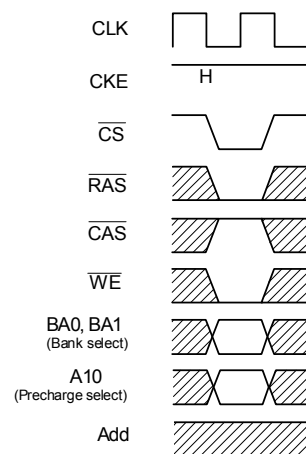 CLK
CKE
H
CS
RAS
CAS
WE
BA0, BA1
(Bank select)
A10
(Precharge select)
Add